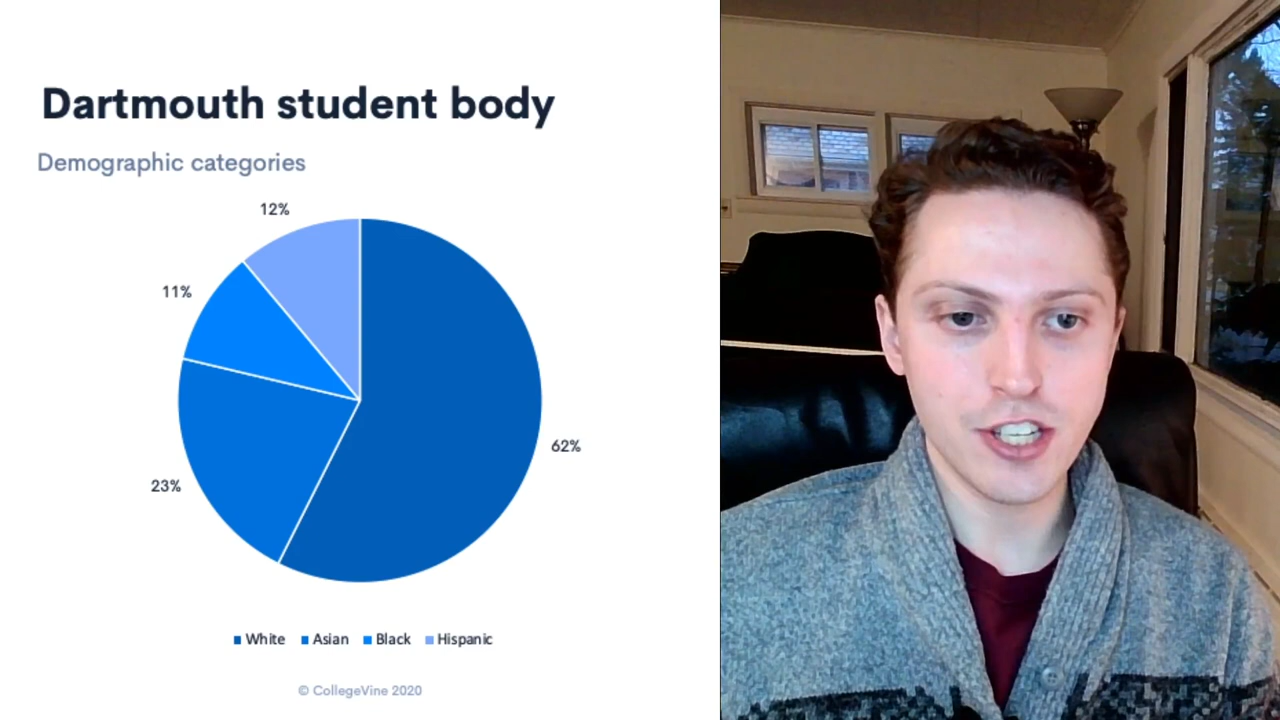 Dartmouth student body
Demographic categories
12%
11%
62%
23%
White Asian Black Hispanic
© CollegeVine 2020